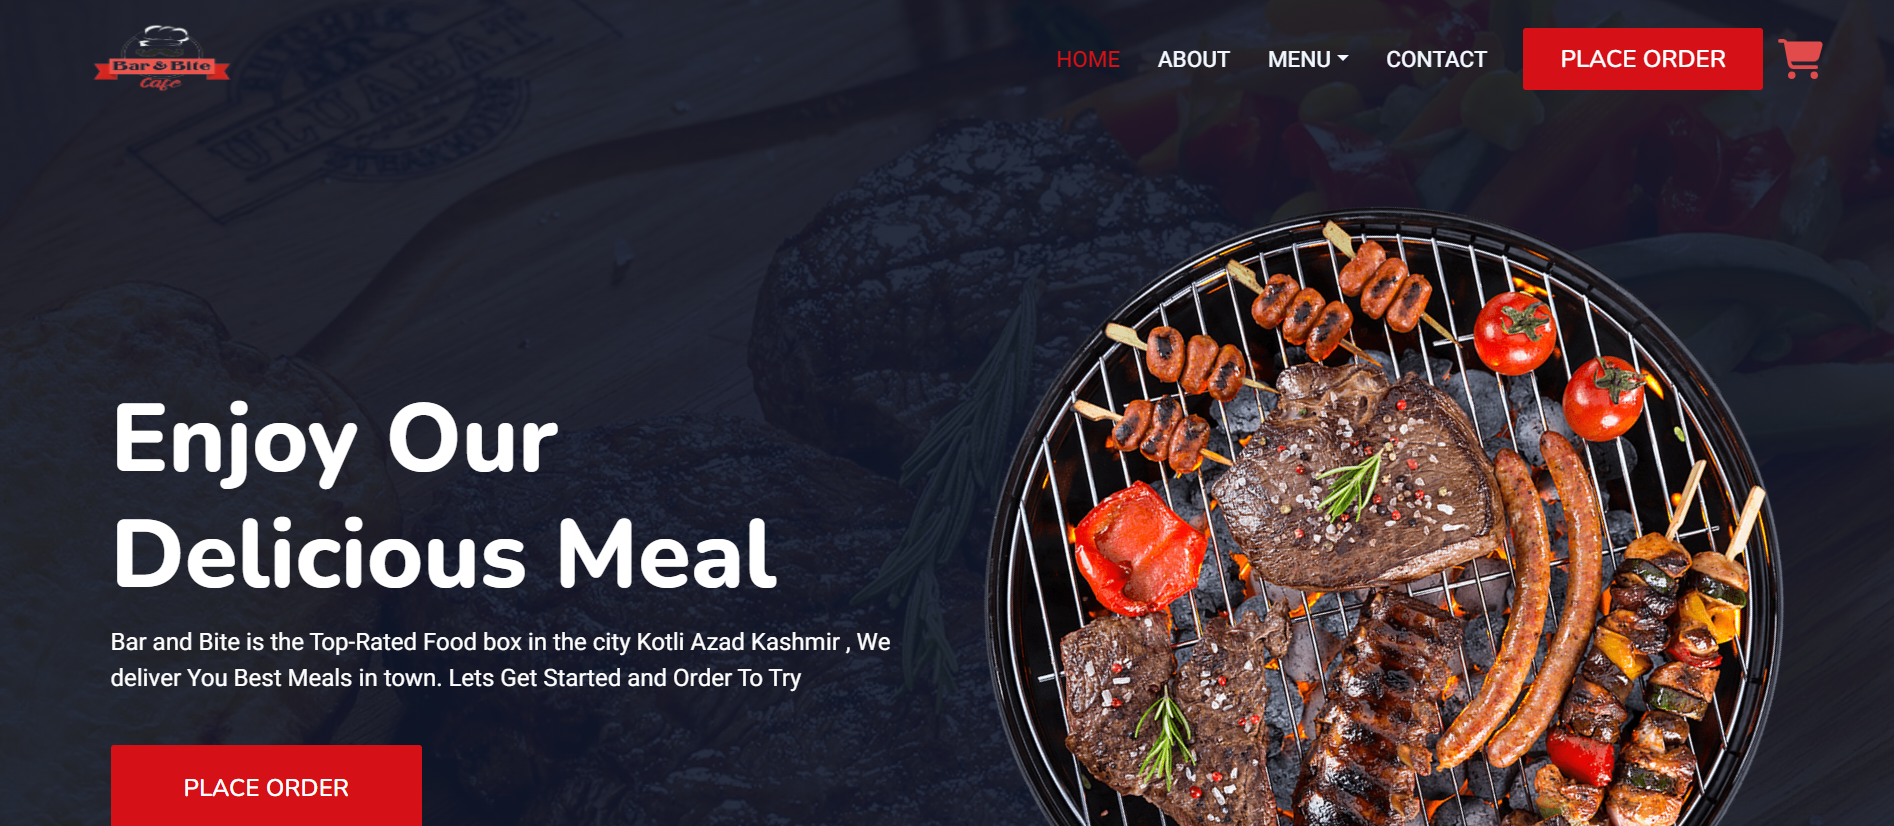 Bar & Bite
Cafe
HOME ABOUT MENU CONTACT PLACE ORDER
Enjoy Our
Delicious Meal
Bar and Bite is the Top-Rated Food box in the city Kotli Azad Kashmir , We
deliver You Best Meals in town. Lets Get Started and Order To Try
PLACE ORDER